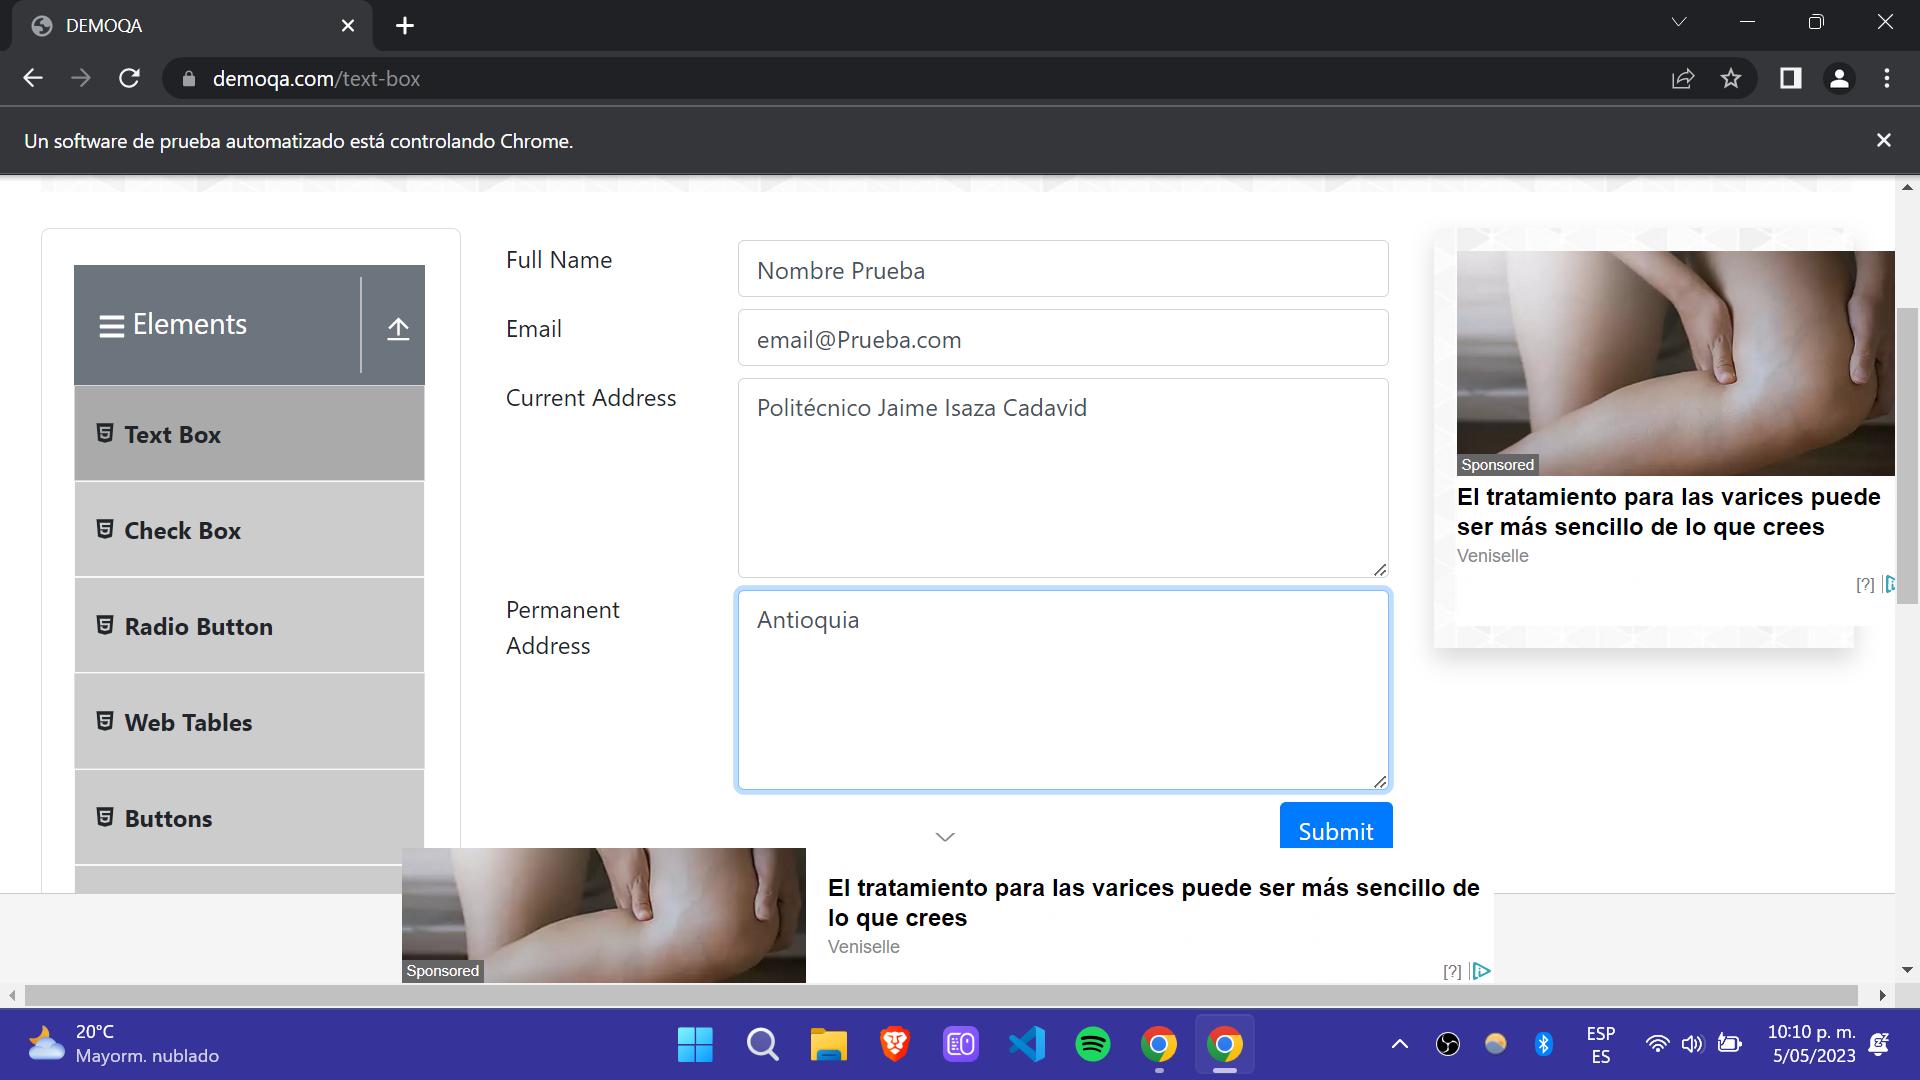 DEMOQA
demoqa.com/text-box
Un software de prueba automatizado está controlando Chrome.
Elements
Text Box
Check Box
Radio Button
Web Tables
Buttons
Full Name
Nombre Prueba
Email
email@Prueba.com
Current Address
Politécnico Jaime Isaza Cadavid
Permanent
Address
Antioquia
Submit
Sponsored
El tratamiento para las varices puede
ser más sencillo de lo que crees
Veniselle
[?]
Sponsored
El tratamiento para las varices puede ser más sencillo de
lo que crees
Veniselle
[?]
20°C
Mayorm. nublado
ESP
ES
10:10 p. m.
5/05/2023